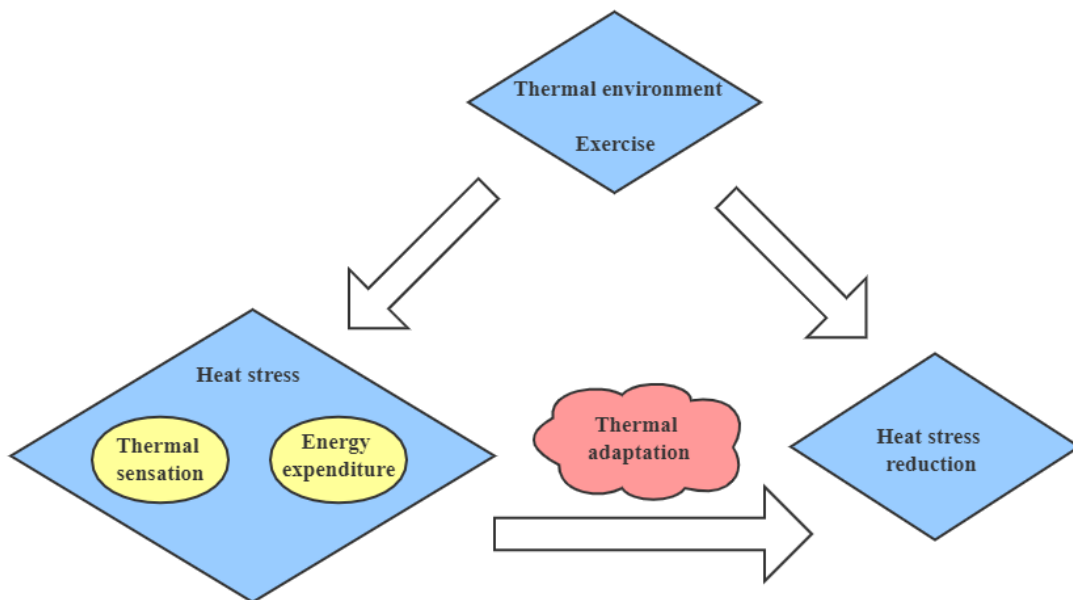 Thermal environment
Exercise
Heat stress
Thermal
sensation
Energy
expenditure
Thermal
adaptation
Heat stress
reduction